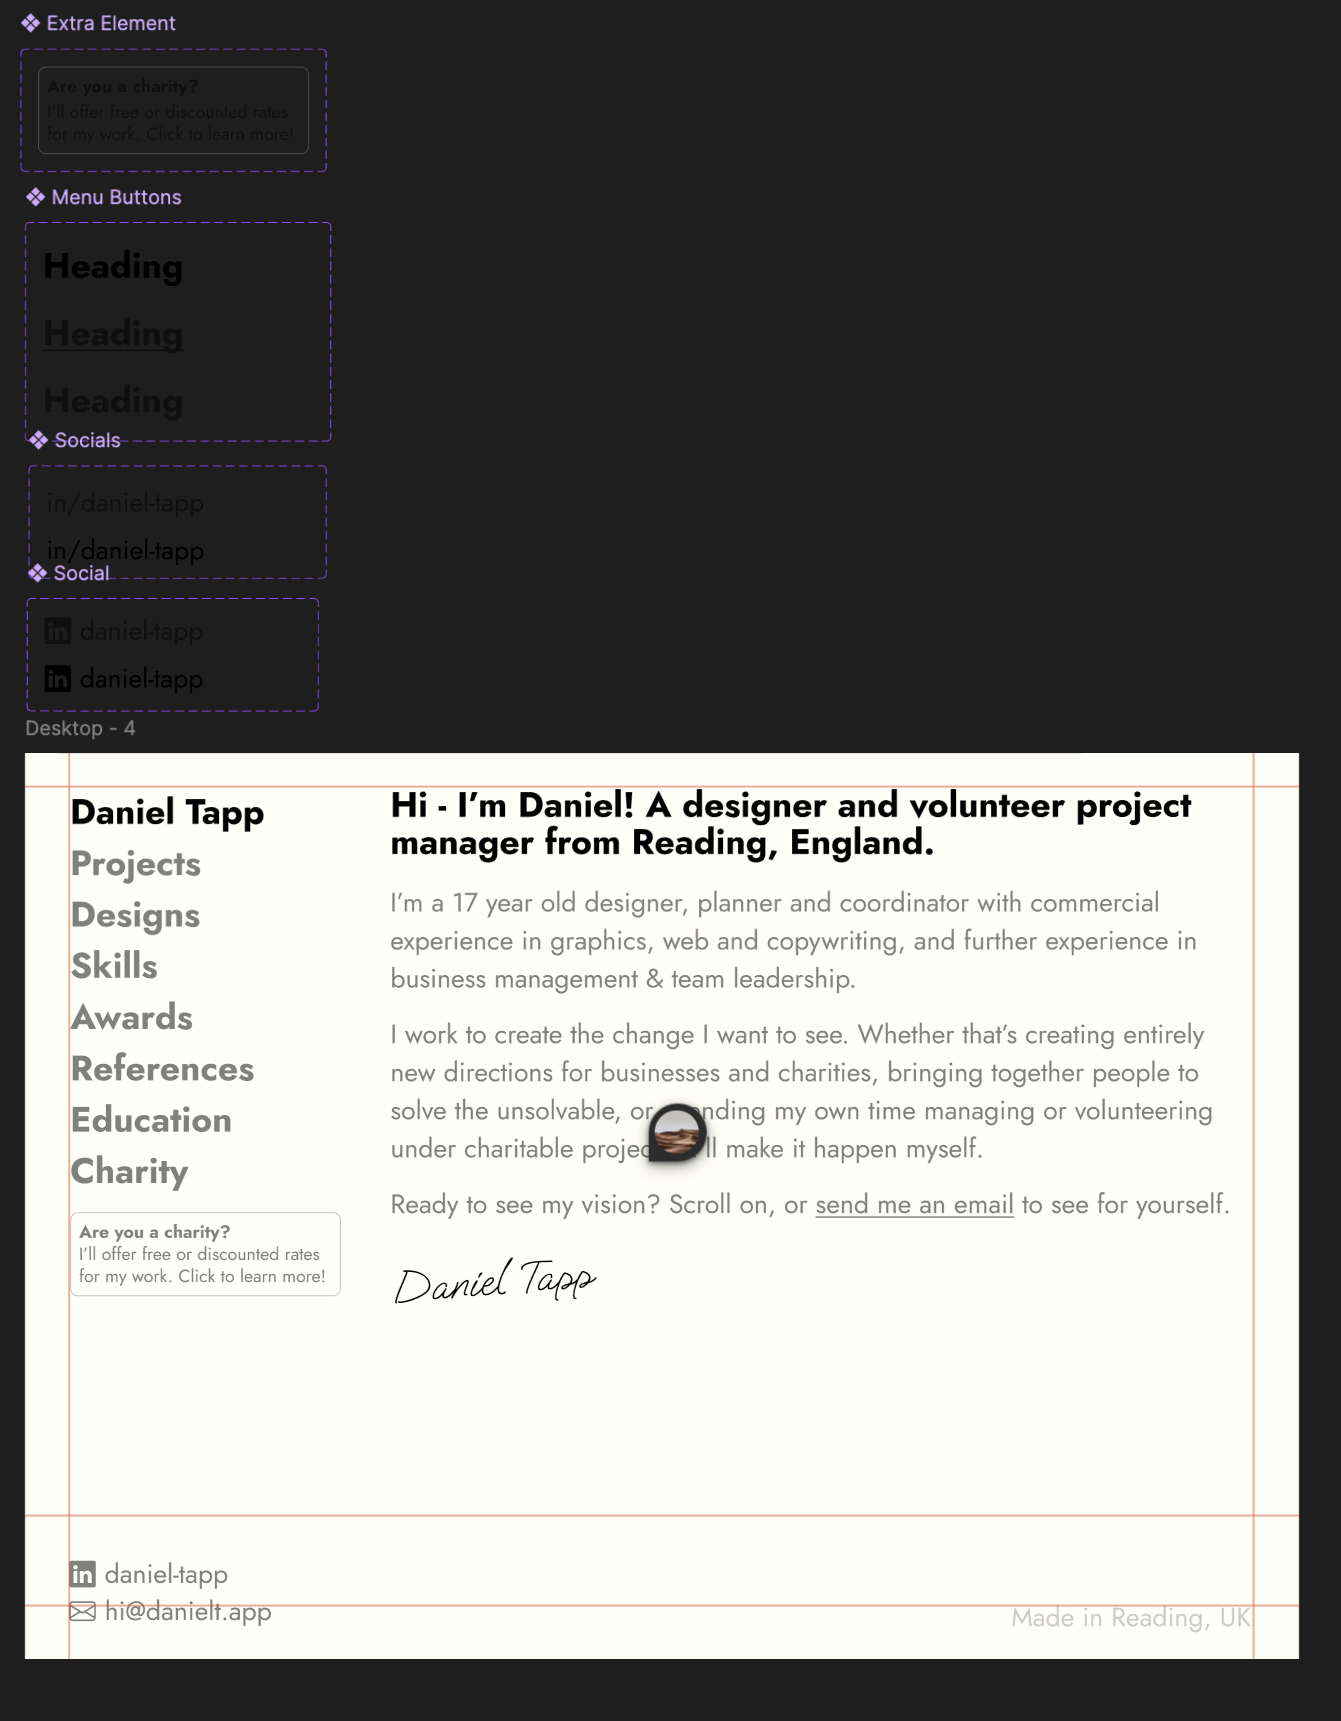 Extra Element
Are you a charity?
I'll offer free or discounted rates
for my work. Click to learn more!
Menu Buttons
Heading
Heading
Heading
Socials
in/daniel-tapp
in/daniel-tapp
Social
in daniel-tapp
in daniel-tapp
Desktop - 4
Daniel Tapp
Projects
Designs
Skills
Awards
References
Education
Charity
Are you a charity?
I'll offer free or discounted rates
for my work. Click to learn more!
Hi - I'm Daniel! A designer and volunteer project
manager from Reading, England.
I'm a 17 year old designer, planner and coordinator with commercial
experience in graphics, web and copywriting, and further experience in
business management & team leadership.
I work to create the change I want to see. Whether that's creating entirely
new directions for businesses and charities, bringing together people to
solve the unsolvable, or nding my own time managing or volunteering
under charitable projec ll make it happen myself.
Ready to see my vision? Scroll on, or send me an email to see for yourself.
Daniel Tapp
in daniel-tapp
hi@danielt.app
Made in Reading, UK